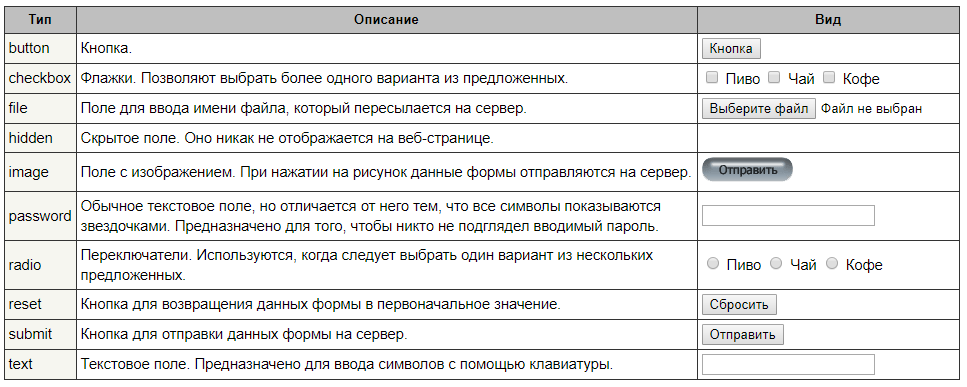 Тип Описание Вид
button Кнопка. Кнопка
checkbox Флажки. Позволяют выбрать более одного варианта из предложенных. Пиво Чай Кофе
file Поле для ввода имени файла, который пересылается на сервер. Выберите файл Файл не выбран
hidden Скрытое поле. Оно никак не отображается на веб-странице.
image Поле с изображением. При нажатии на рисунок данные формы отправляются на сервер. Отправить
password Обычное текстовое поле, но отличается от него тем, что все символы показываются
звездочками. Предназначено для того, чтобы никто не подглядел вводимый пароль.
radio Переключатели. Используются, когда следует выбрать один вариант из нескольких
предложенных. Пиво Чай Кофе
reset Кнопка для возвращения данных формы в первоначальное значение. Сбросить
submit Кнопка для отправки данных формы на сервер. Отправить
text Текстовое поле. Предназначено для ввода символов с помощью клавиатуры.